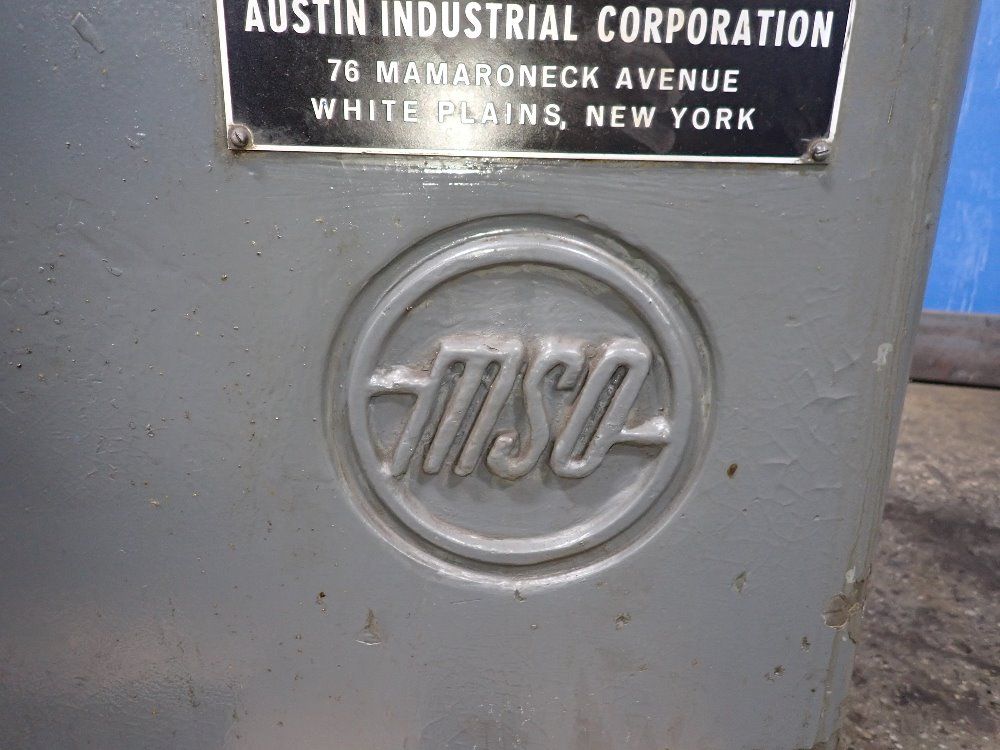 AUSTIN INDUSTRIAL CORPORATION
76 MAMARONECK AVENUE
WHITE PLAINS, NEW YORK
MSO